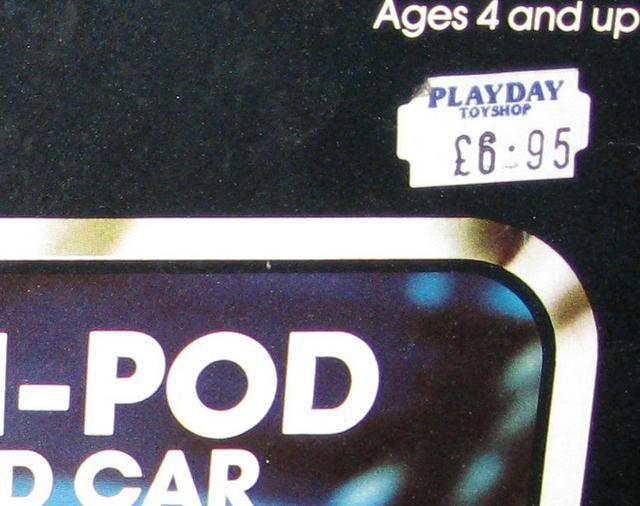 Ages 4 and up
PLAYDAY
TOYSHOP
£6.95
-POD
D CAR